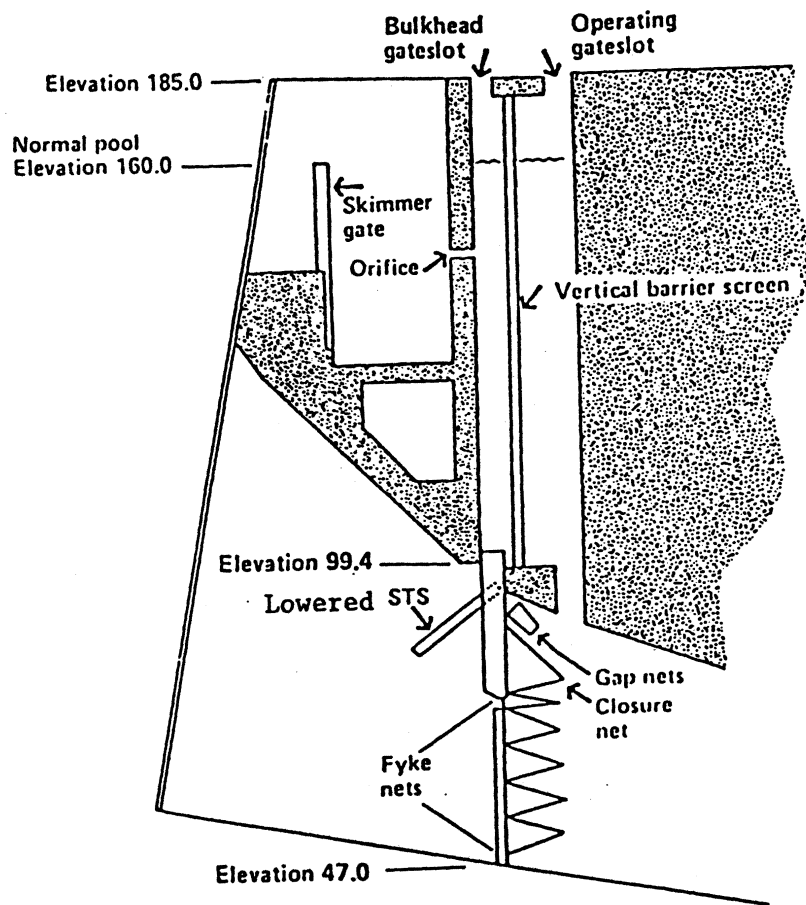 Bulkhead
gateslot
Operating
gateslot
Elevation 185.0
Normal pool
Elevation 160.0
Skimmer
gate
Orifice
Vertical barrier screen
Elevation 99.4
Lowered STS
Gap nets
Closure
net
Fyke
nets
Elevation 47.0